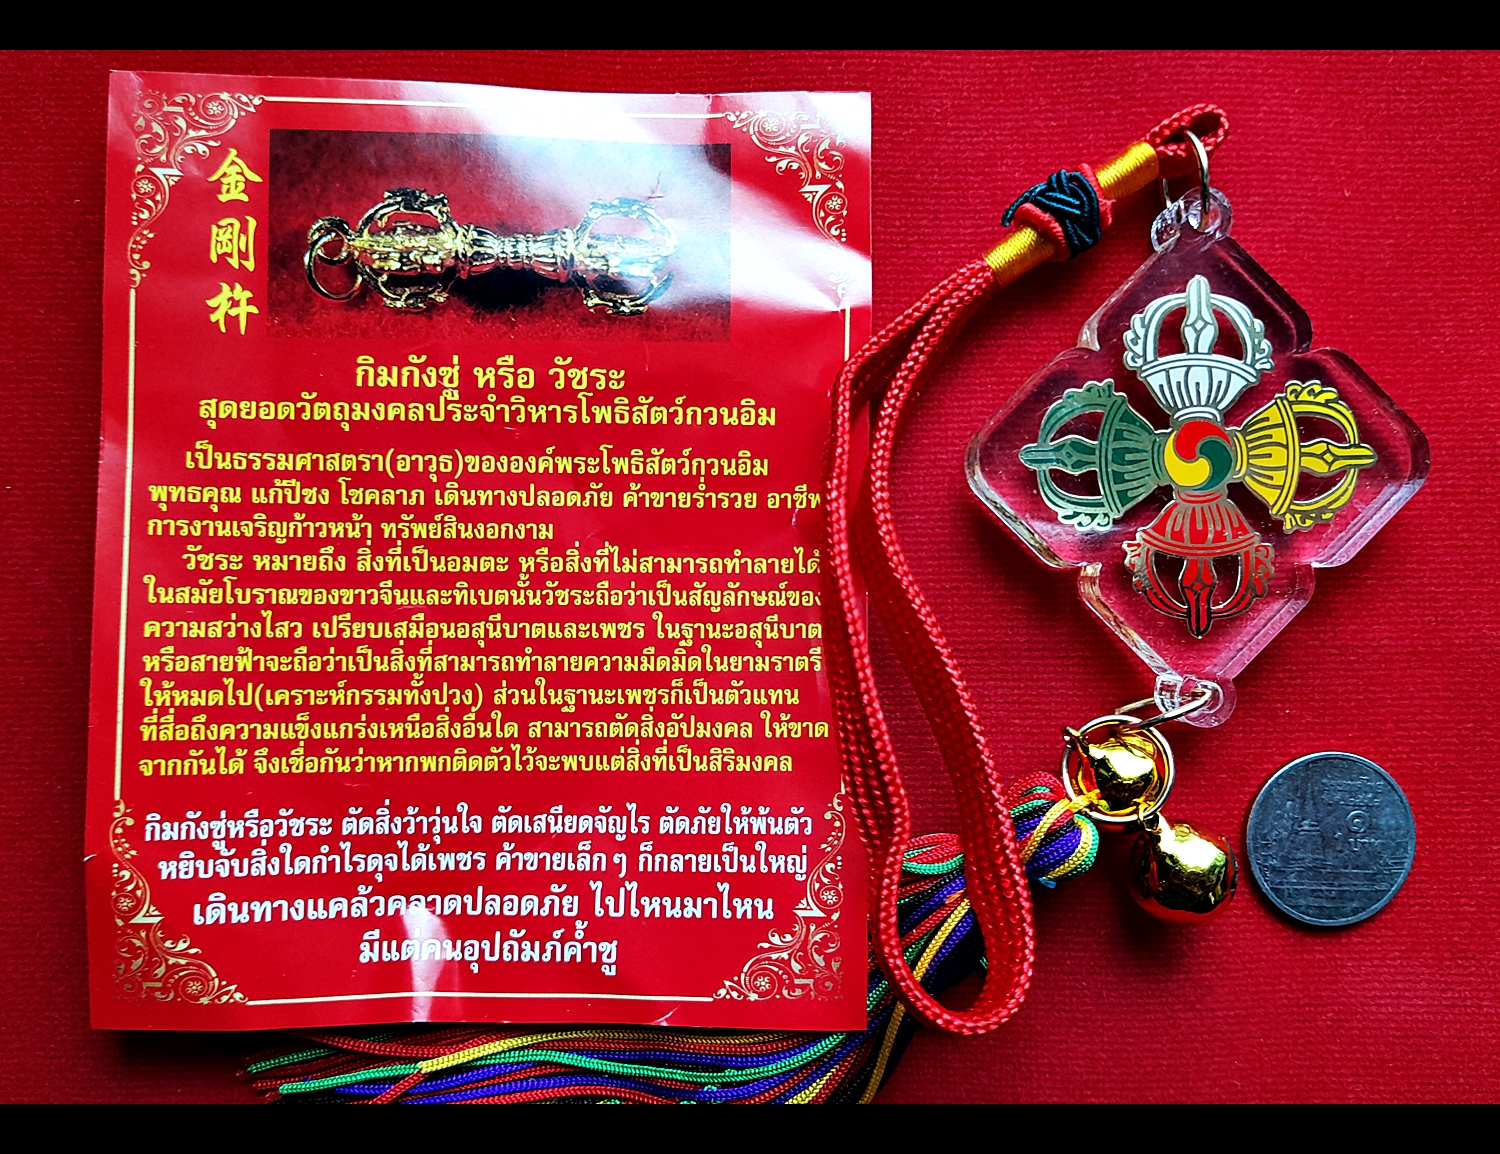 金
剛
杵
กิมกังซู่ หรือ วัชระ
สุดยอดวัตถุมงคลประจำวิหารโพธิสัตว์กวนอิม
เป็นธรรมศาสตรา(อาวุธ)ขององค์พระโพธิสัตว์กวนอิม
พุทธคุณ แก้ปีชง โชคลาภ เดินทางปลอดภัย ค้าขายร่ำรวย อาชีพ
การงานเจริญก้าวหน้า ทรัพย์สินงอกงาม
วัชระ หมายถึง สิ่งที่เป็นอมตะ หรือสิ่งที่ไม่สามารถทำลายได้
ในสมัยโบราณของขาวจีนและทิเบตนั้นวัชระถือว่าเป็นสัญลักษณ์ของ
ความสว่างไสว เปรียบเสมือนอสุนีบาตและเพชร ในฐานะอสุนีบาต
หรือสายฟ้าจะถือว่าเป็นสิ่งที่สามารถทำลายความมืดมิดในยามราตรี
ให้หมดไป(เคราะห์กรรมทั้งปวง) ส่วนในฐานะเพชรก็เป็นตัวแทน
ที่สื่อถึงความแข็งแกร่งเหนือสิ่งอื่นใด สามารถตัดสิ่งอัปมงคล ให้ขาด
จากกันได้ จึงเชื่อกันว่าหากพกติดตัวไว้จะพบแต่สิ่งที่เป็นสิริมงคล
กิมกังซู่หรือวัชระ ตัดสิ่งว้าวุ่นใจ ตัดเสนียดจัญไร ตัดภัยให้พ้นตัว
หยิบจับสิ่งใดกำไรดุจได้เพชร ค้าขายเล็ก ๆ ก็กลายเป็นใหญ่
เดินทางแคล้วคลาดปลอดภัย ไปไหนมาไหน
มีแต่คนอุปถัมภ์ค้ำชู